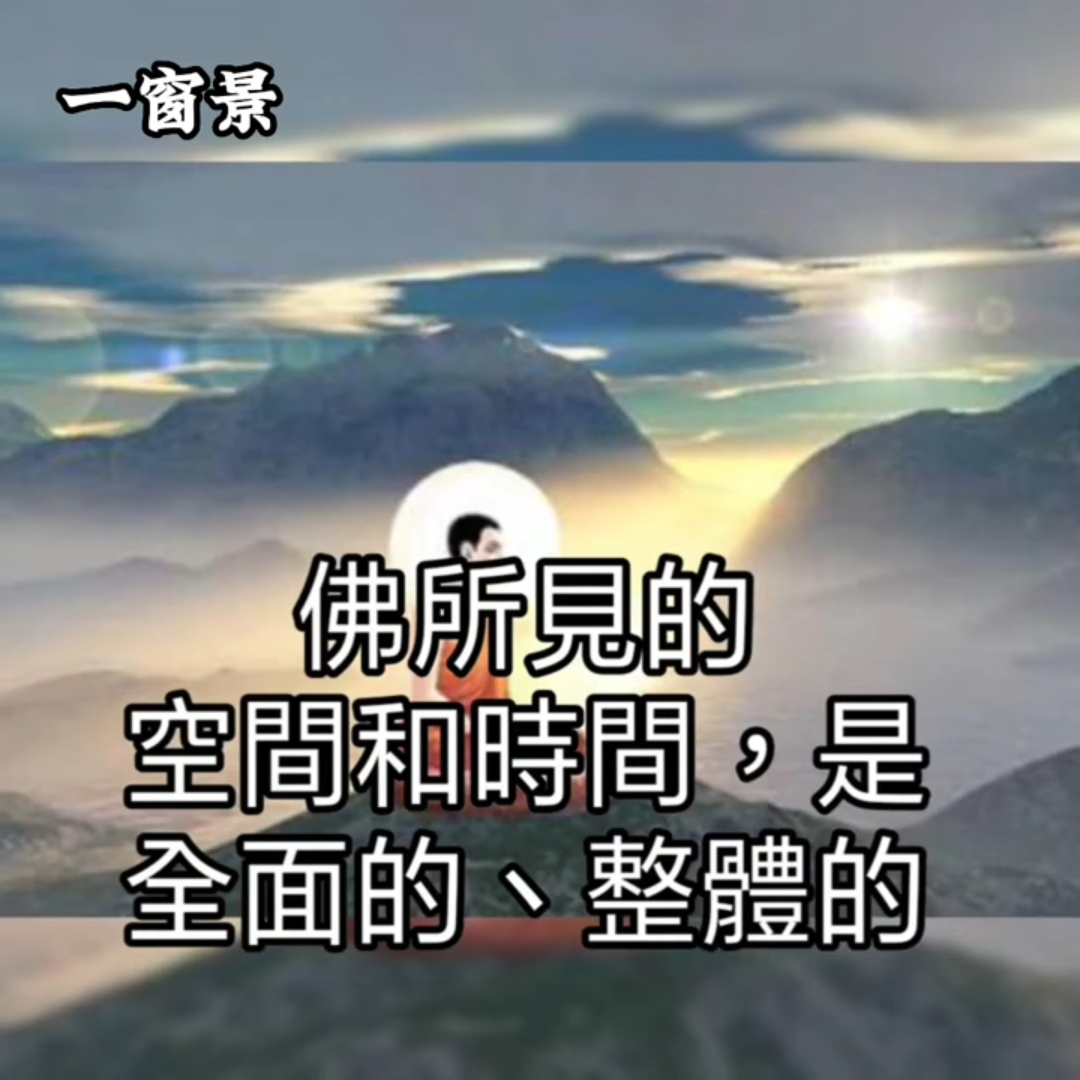 一窗景
佛所見的
空間和時間，是
全面的、整體的